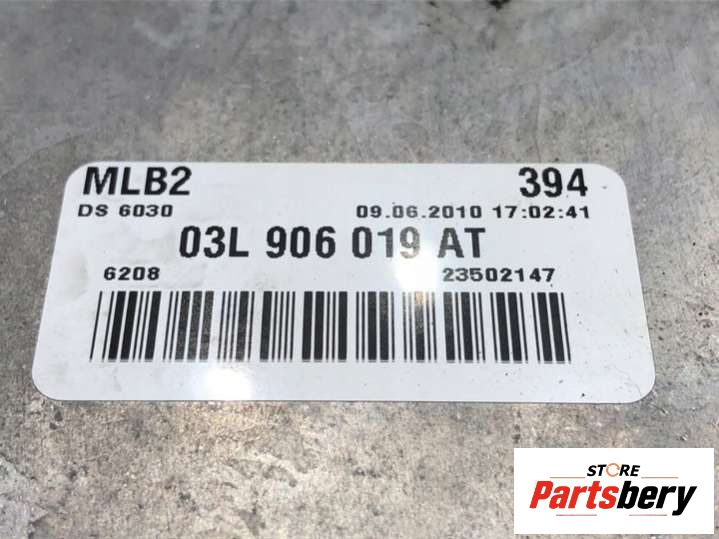 MLB2 394
DS 6030 09.06.2010 17:02:41
03L 906 019 AT
6208 23502147
STORE
Partsbery